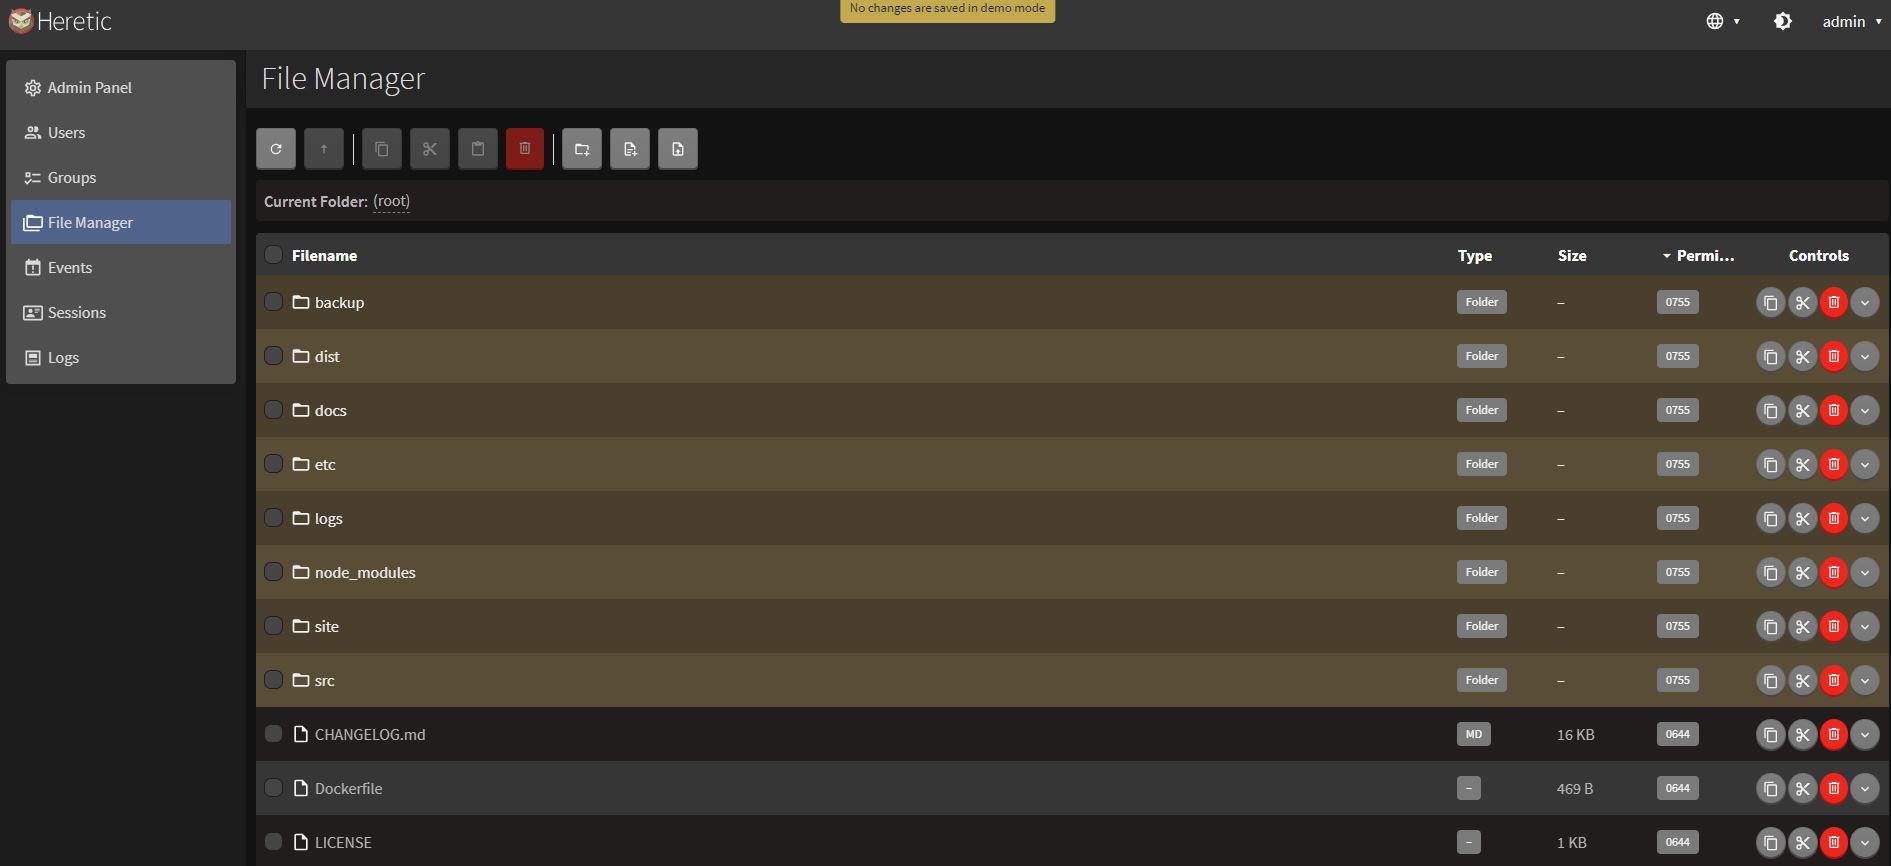 Heretic
No changes are saved in demo mode
admin
Admin Panel
Users
Groups
File Manager
Events
Sessions
Logs
File Manager
Current Folder: (root)
Filename Type Size Permi... Controls
backup Folder – 0755
dist Folder – 0755
docs Folder – 0755
etc Folder – 0755
logs Folder – 0755
node_modules Folder – 0755
site Folder – 0755
src Folder – 0755
CHANGELOG.md MD 16 KB 0644
Dockerfile – 469 B 0644
LICENSE – 1 KB 0644